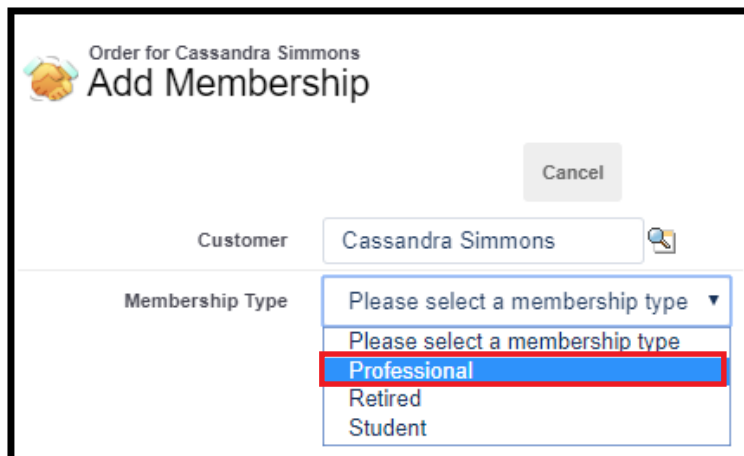 Order for Cassandra Simmons
Add Membership
Cancel
Customer Cassandra Simmons
Membership Type Please select a membership type
Please select a membership type
Professional
Retired
Student